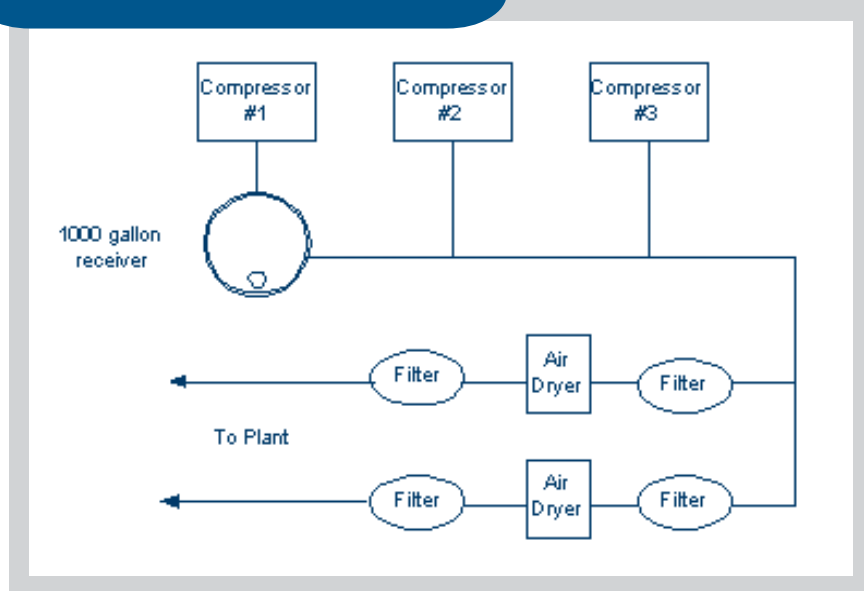 Compressor
#1
Compressor
#2
Compressor
#3
1000 gallon
receiver
Filter
Air
Dryer
Filter
To Plant
Filter
Air
Dryer
Filter